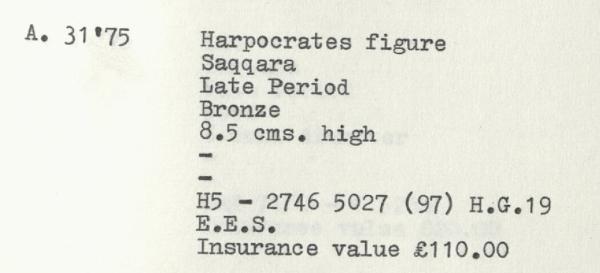 A. 31'75 Harpocrates figure
Saqqara
Late Period
Bronze
8.5 cms. high
-
-
H5 - 2746 5027 (97) H.G.19
E.E.S.
Insurance value £110.00